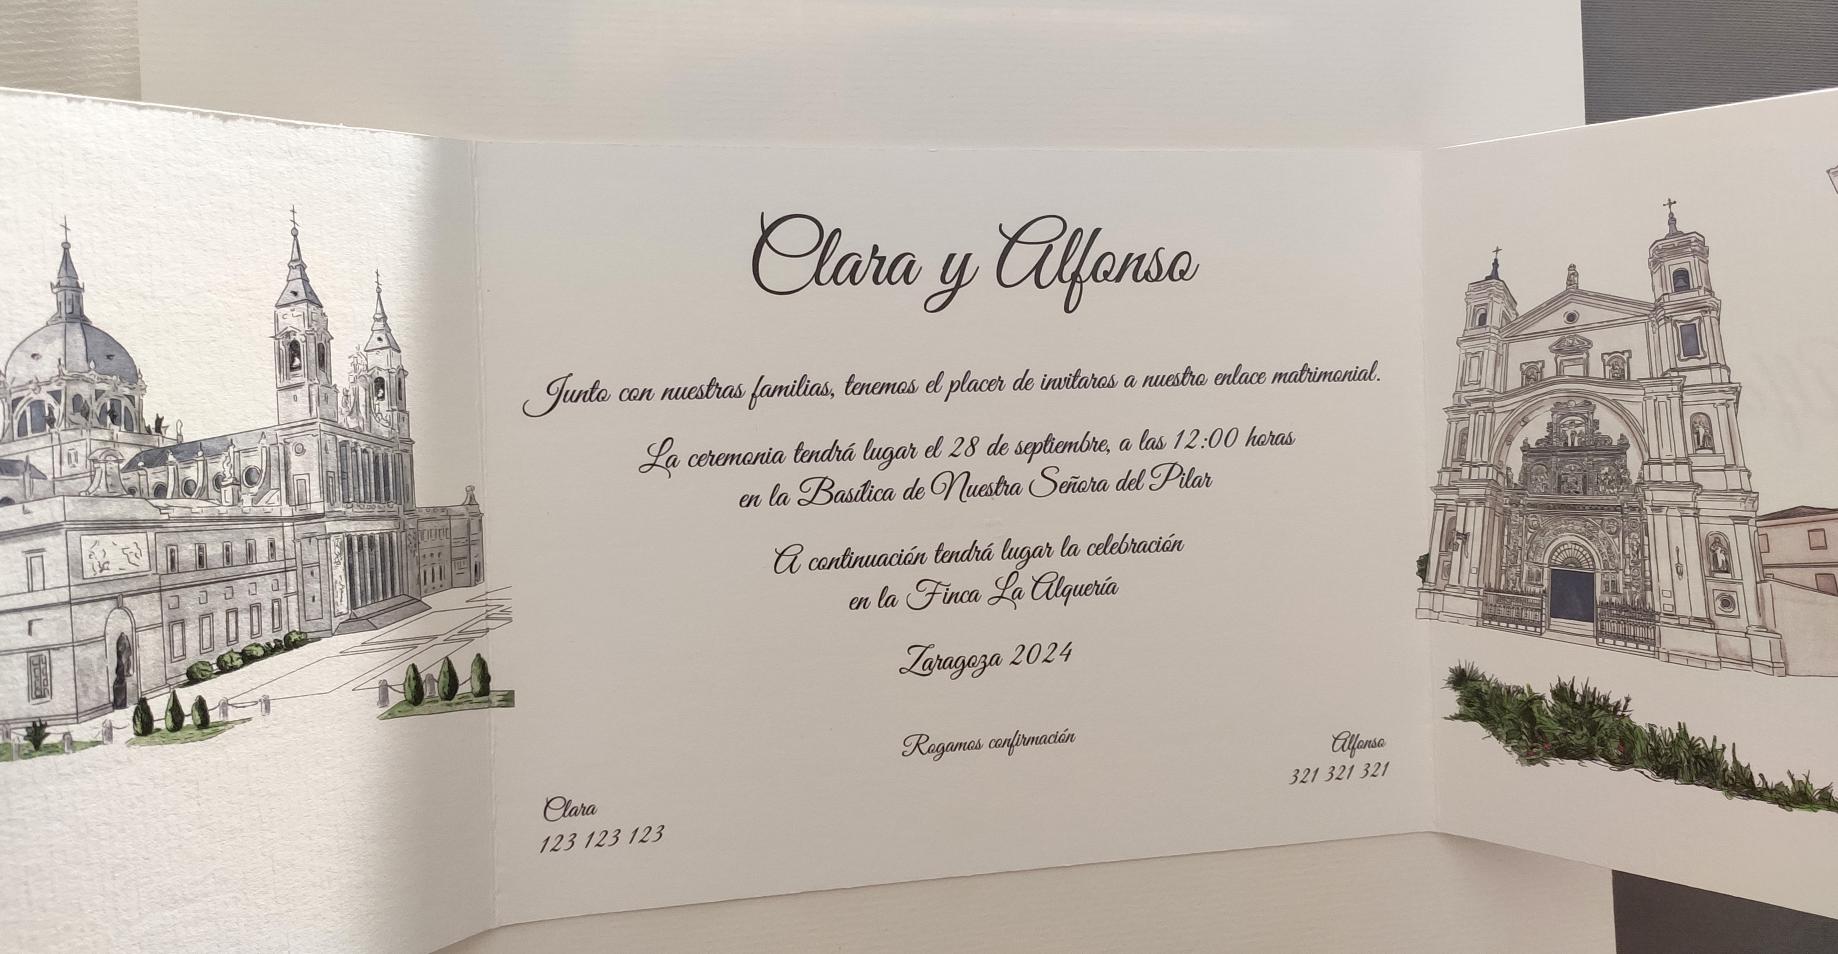 Clara y Alfonso
Junto con nuestras familias, tenemos el placer de invitaros a nuestro enlace matrimonial.
La ceremonia tendrá lugar el 28 de septiembre, a las 12:00 horas
en la Basílica de Nuestra Señora del Pilar
A continuación tendrá lugar la celebración
en la Finca La Alquería
Zaragoza 2024
Rogamos confirmación
Alfonso
321 321 321
Clara
123 123 123